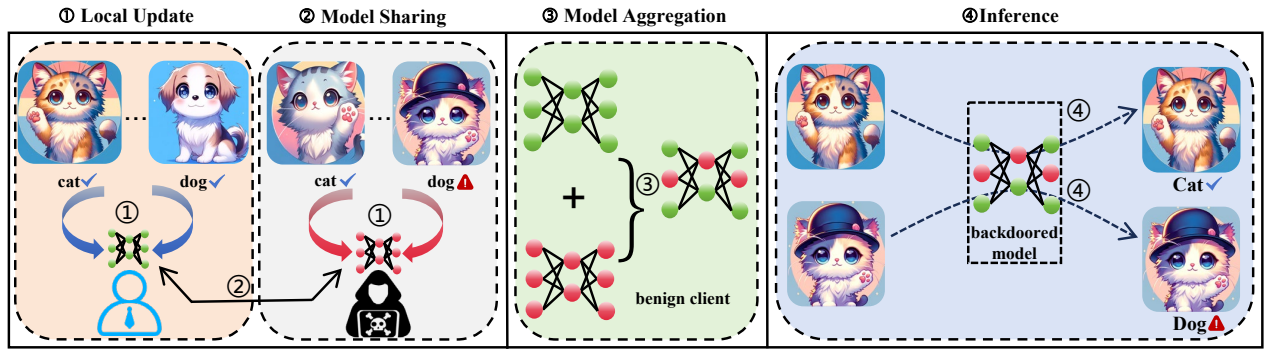 ① Local Update
② Model Sharing
③ Model Aggregation
④Inference
...
cat
dog
①
②
...
cat
dog
①
+
③
benign client
④
④
backdoored
model
Cat
Dog